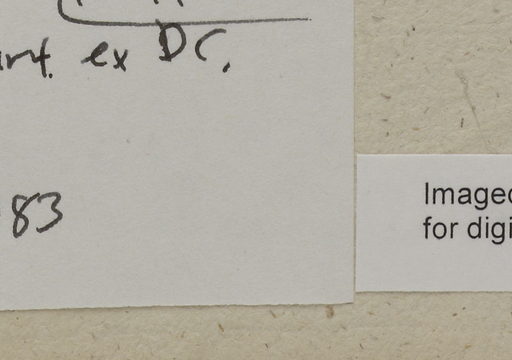 ex DC.
83
Imaged
for digi